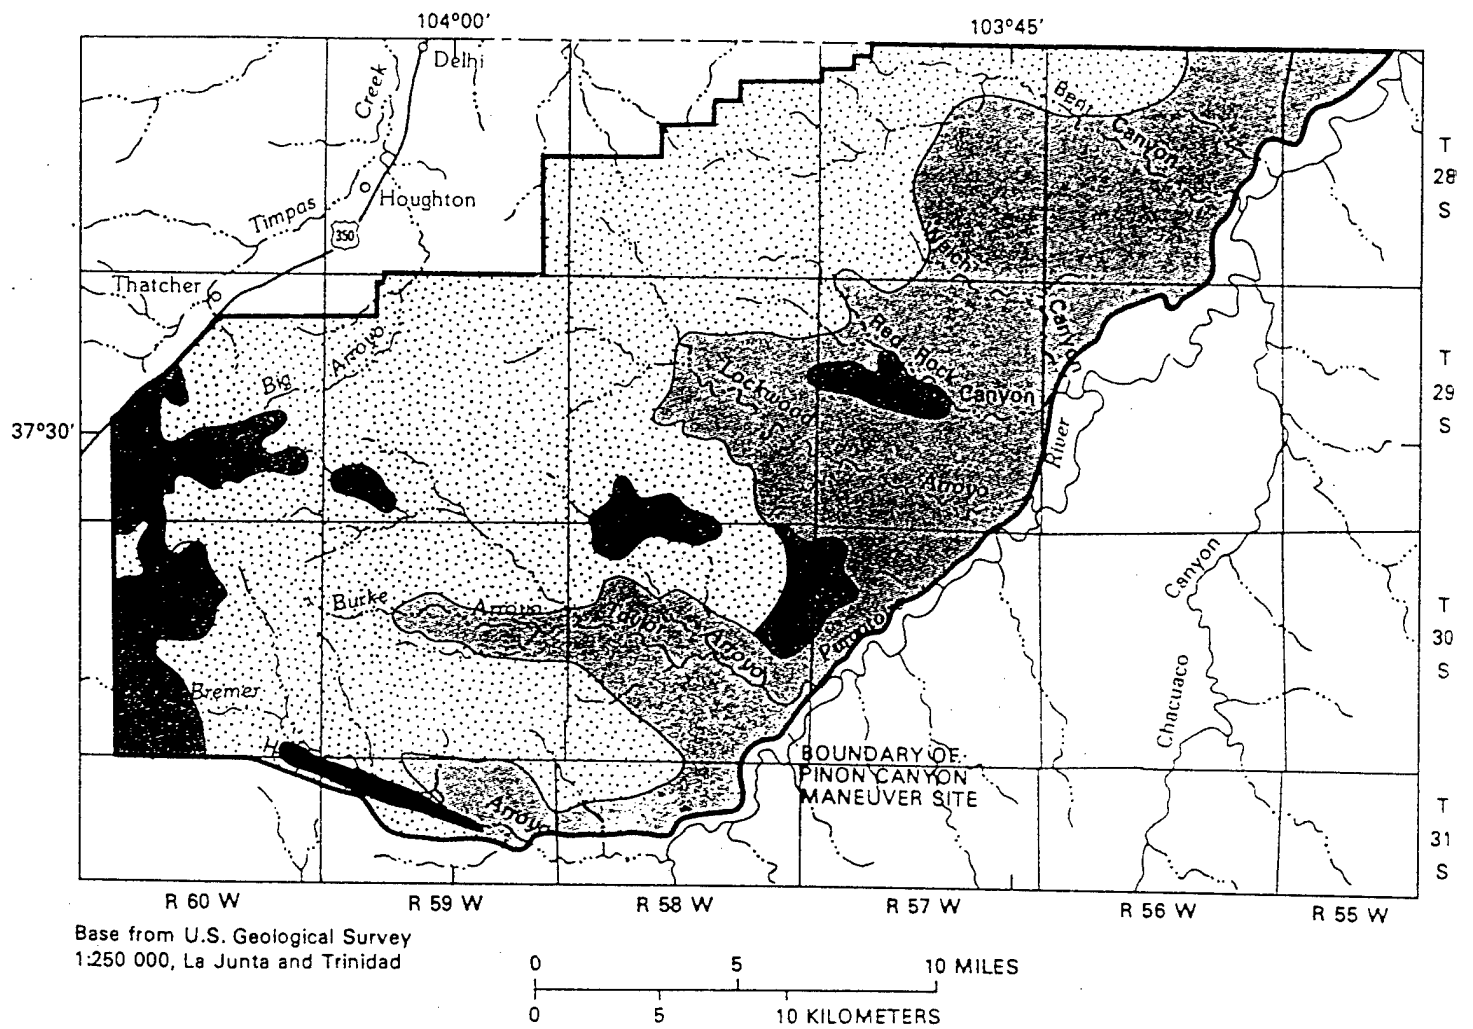 104°00'
103°45'
Delhi
Creek
Bent
Canyon
T
28
S
Houghton
Timpas
350
Thatcher
Welsh
Canyon
Red Rock Canyon
Big
Arroyo
Lockwood
Arroyo
T
29
S
37°30'
River
Canyon
Burke
Arroyo
Taylor
Arroyo
T
30
S
Bremer
Chacuaco
BOUNDARY OF
PINON CANYON
MANEUVER SITE
Arroyo
T
31
S
R 60 W
R 59 W
R 58 W
R 57 W
R 56 W
R 55 W
Base from U.S. Geological Survey
1:250 000, La Junta and Trinidad
0
5
10 MILES
0
5
10 KILOMETERS